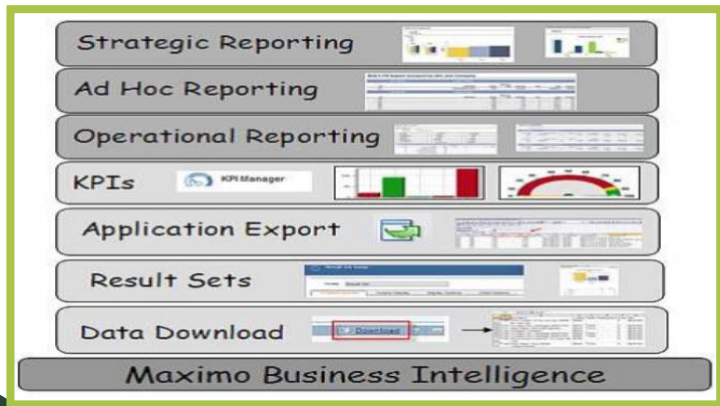 Strategic Reporting
Ad Hoc Reporting
Operational Reporting
KPIs
KPI Manager
Application Export
Result Sets
Data Download
Download
Maximo Business Intelligence